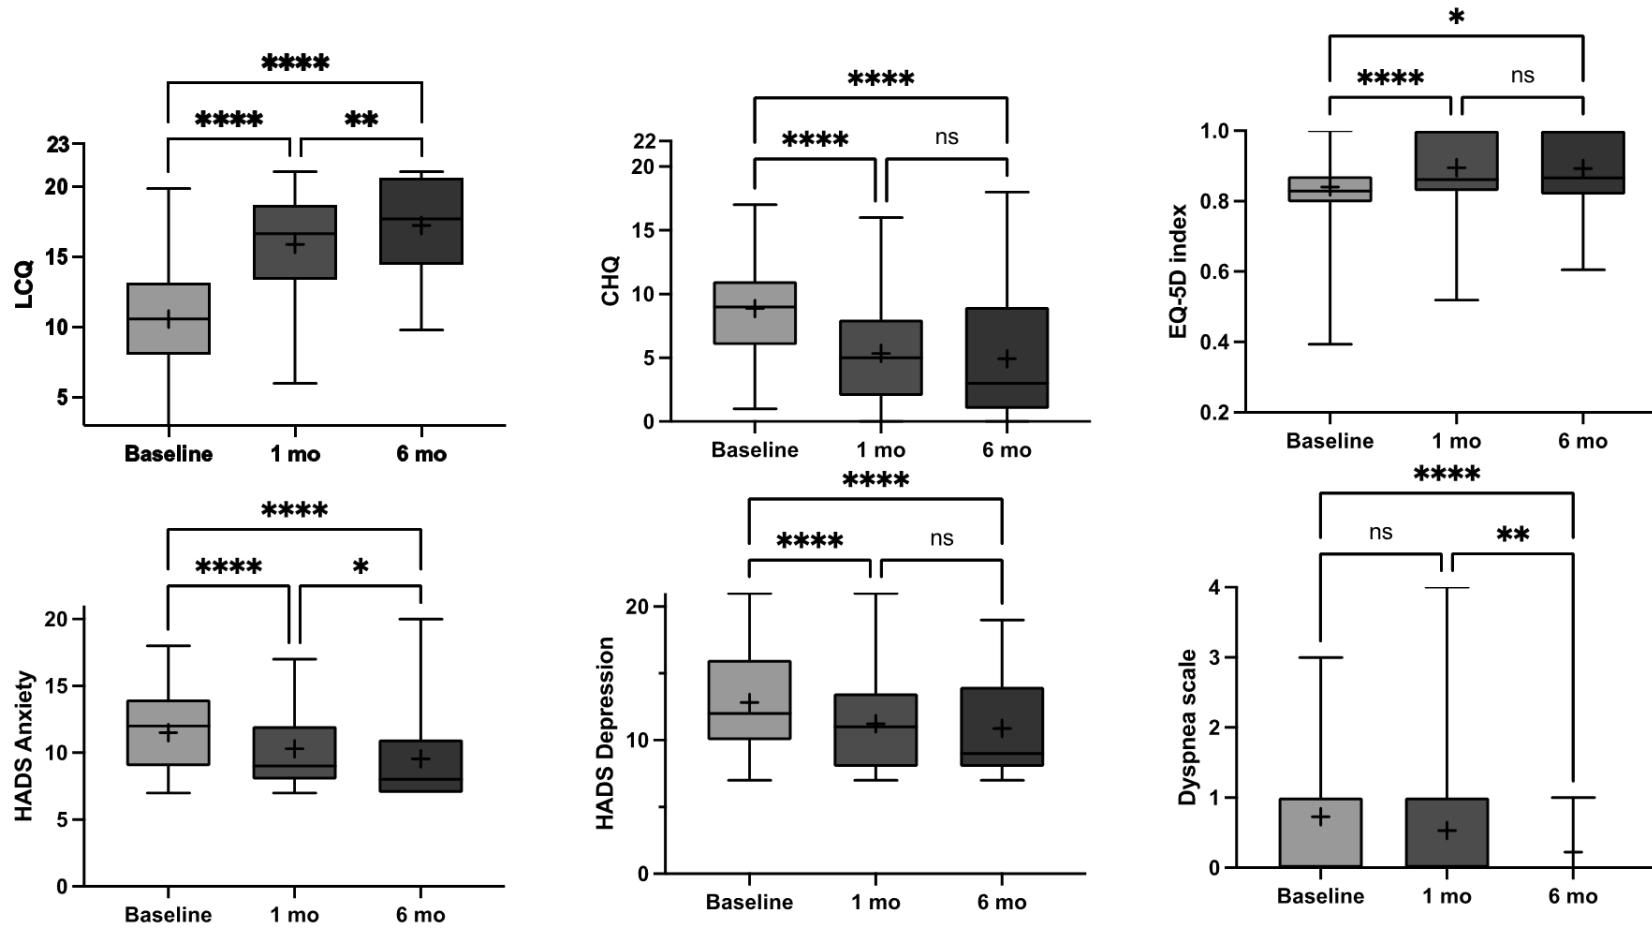 ****
**** **
23
20
15
10
5
LCQ
Baseline 1 mo 6 mo
****
**** ns
22
20
15
10
5
0
CHQ
Baseline 1 mo 6 mo
*
**** ns
1.0
0.8
0.6
0.4
0.2
EQ-5D index
Baseline 1 mo 6 mo
****
**** *
20
15
10
5
0
HADS Anxiety
Baseline 1 mo 6 mo
****
**** ns
20
10
0
HADS Depression
Baseline 1 mo 6 mo
****
ns **
4
3
2
1
0
Dyspnea scale
Baseline 1 mo 6 mo